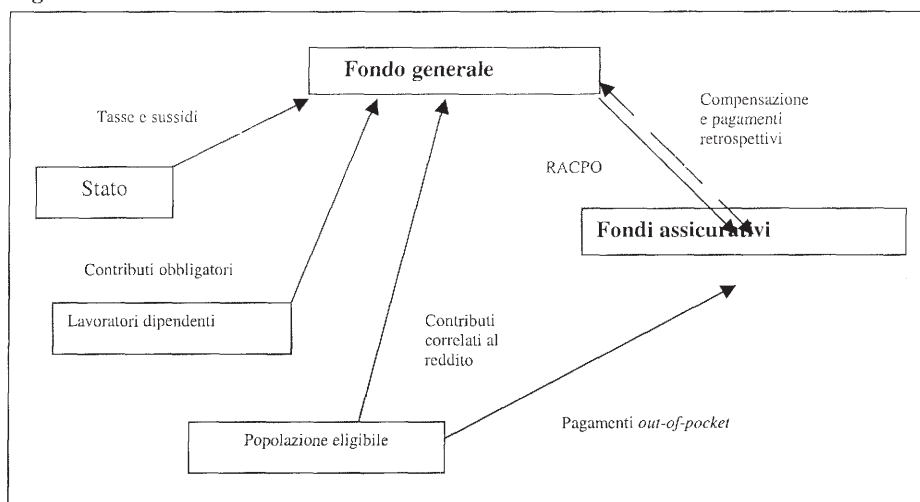 Fondo generale
Tasse e sussidi
Compensazione
e pagamenti
retrospettivi
RACPO
Stato
Fondi assicurativi
Contributi obbligatori
Lavoratori dipendenti
Contributi
correlati al
reddito
Popolazione eligibile
Pagamenti out-of-pocket